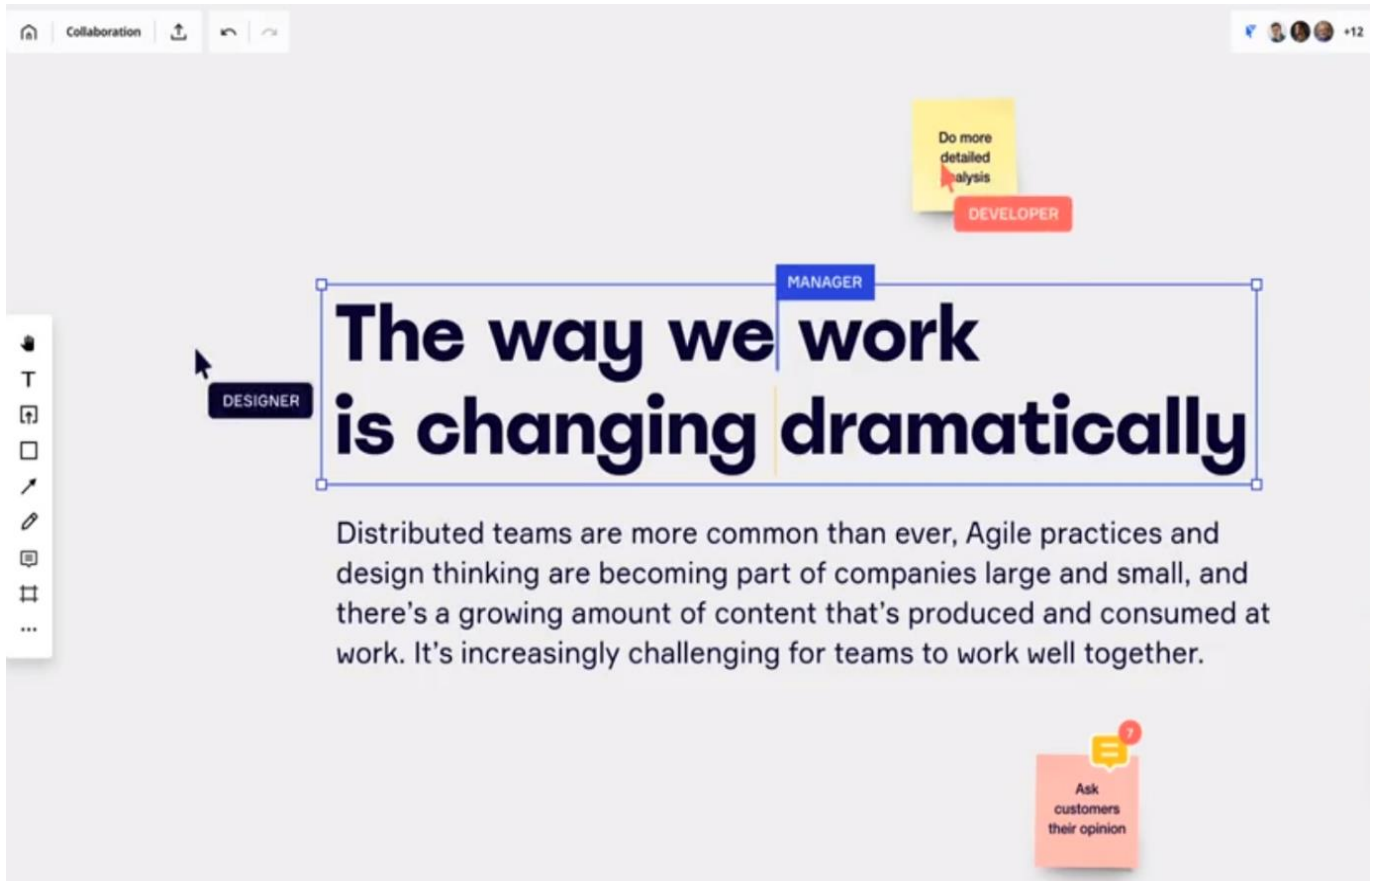 Collaboration
+12
Do more
detailed
alysis
DEVELOPER
MANAGER
The way we work
is changing dramatically
DESIGNER
T
Distributed teams are more common than ever, Agile practices and
design thinking are becoming part of companies large and small, and
there's a growing amount of content that's produced and consumed at
work. It's increasingly challenging for teams to work well together.
7
Ask
customers
their opinion